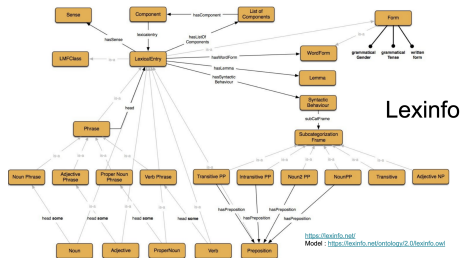 Sense
Component
List of Components
Form
hasComponent
lexicalentry
hasSense
hasListOf Components
is-a
LMFClass
LexicalEntry
hasWordForm
WordForm
grammatical Gender
grammatical Tense
written form
hasLemma
Lemma
hasSyntactic Behaviour
Syntactic Behaviour
Lexinfo
subCatFrame
head
Phrase
Subcategorization Frame
Noun Phrase
Adjective Phrase
Proper Noun Phrase
Verb Phrase
Transitive PP
Intransitive PP
Noun2 PP
NounPP
Transitive
Adjective NP
hasPreposition
hasPreposition
hasPreposition
hasPreposition
head some
head some
head some
head some
Noun
Adjective
ProperNoun
Verb
Preposition
https://lexinfo.net/
Model : https://lexinfo.net/ontology/2.0/lexinfo.owl